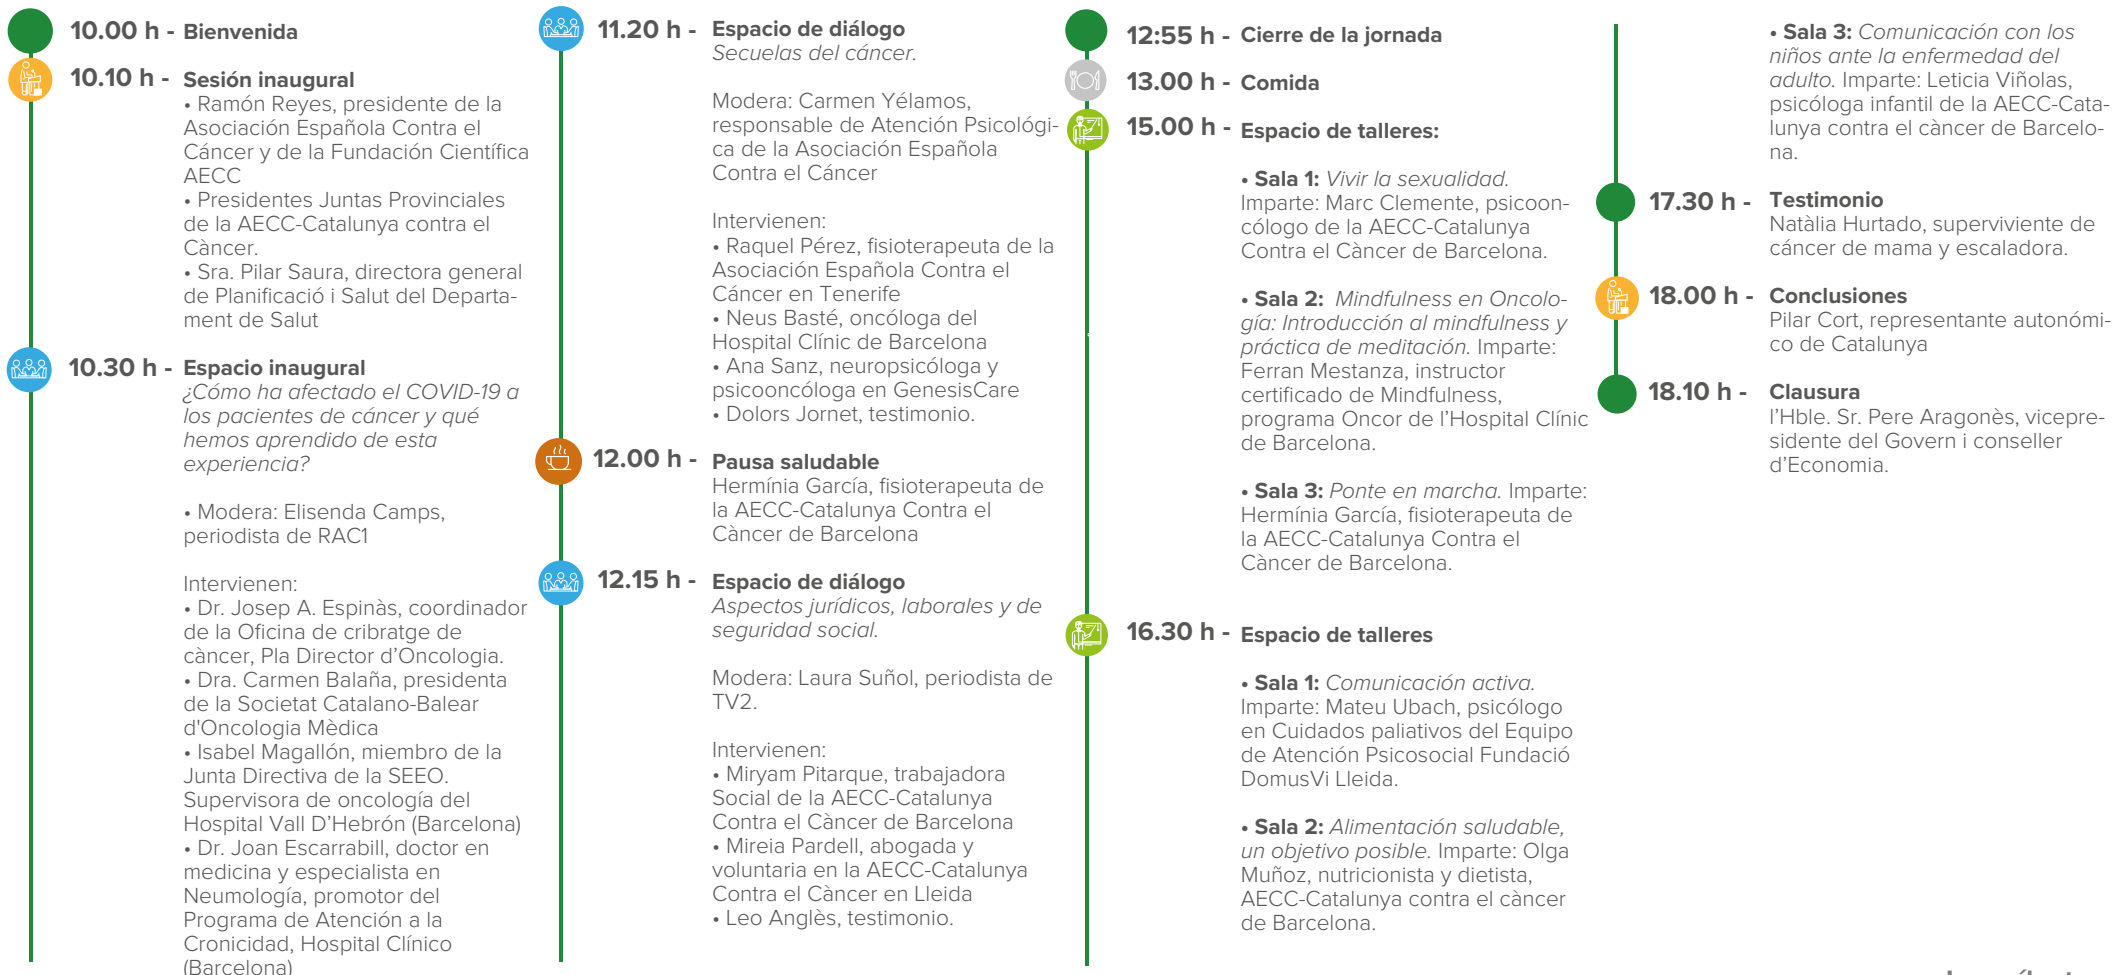 10.00 h - Bienvenida
10.10 h - Sesión inaugural
• Ramón Reyes, presidente de la
Asociación Española Contra el
Cáncer y de la Fundación Científica
AECC
• Presidentes Juntas Provinciales
de la AECC-Catalunya contra el
Càncer.
• Sra. Pilar Saura, directora general
de Planificació i Salut del Departa-
ment de Salut
10.30 h - Espacio inaugural
¿Cómo ha afectado el COVID-19 a
los pacientes de cáncer y qué
hemos aprendido de esta
experiencia?
• Modera: Elisenda Camps,
periodista de RAC1
Intervienen:
• Dr. Josep A. Espinàs, coordinador
de la Oficina de cribratge de
càncer, Pla Director d’Oncologia.
• Dra. Carmen Balaña, presidenta
de la Societat Catalano-Balear
d'Oncologia Mèdica
• Isabel Magallón, miembro de la
Junta Directiva de la SEEO.
Supervisora de oncología del
Hospital Vall D’Hebrón (Barcelona)
• Dr. Joan Escarrabill, doctor en
medicina y especialista en
Neumología, promotor del
Programa de Atención a la
Cronicidad, Hospital Clínico
(Barcelona)
11.20 h - Espacio de diálogo
Secuelas del cáncer.
Modera: Carmen Yélamos,
responsable de Atención Psicológi-
ca de la Asociación Española
Contra el Cáncer
Intervienen:
• Raquel Pérez, fisioterapeuta de la
Asociación Española Contra el
Cáncer en Tenerife
• Neus Basté, oncóloga del
Hospital Clínic de Barcelona
• Ana Sanz, neuropsicóloga y
psicooncóloga en GenesisCare
• Dolors Jornet, testimonio.
12.00 h - Pausa saludable
Hermínia García, fisioterapeuta de
la AECC-Catalunya Contra el
Càncer de Barcelona
12.15 h - Espacio de diálogo
Aspectos jurídicos, laborales y de
seguridad social.
Modera: Laura Suñol, periodista de
TV2.
Intervienen:
• Miryam Pitarque, trabajadora
Social de la AECC-Catalunya
Contra el Càncer de Barcelona
• Mireia Pardell, abogada y
voluntaria en la AECC-Catalunya
Contra el Càncer en Lleida
• Leo Anglès, testimonio.
12:55 h - Cierre de la jornada
13.00 h - Comida
15.00 h - Espacio de talleres:
• Sala 1: Vivir la sexualidad.
Imparte: Marc Clemente, psicoon-
cólogo de la AECC-Catalunya
Contra el Càncer de Barcelona.
• Sala 2: Mindfulness en Oncolo-
gía: Introducción al mindfulness y
práctica de meditación. Imparte:
Ferran Mestanza, instructor
certificado de Mindfulness,
programa Oncor de l’Hospital Clínic
de Barcelona.
• Sala 3: Ponte en marcha. Imparte:
Hermínia García, fisioterapeuta de
la AECC-Catalunya Contra el
Càncer de Barcelona.
16.30 h - Espacio de talleres
• Sala 1: Comunicación activa.
Imparte: Mateu Ubach, psicólogo
en Cuidados paliativos del Equipo
de Atención Psicosocial Fundació
DomusVi Lleida.
• Sala 2: Alimentación saludable,
un objetivo posible. Imparte: Olga
Muñoz, nutricionista y dietista,
AECC-Catalunya contra el càncer
de Barcelona.
• Sala 3: Comunicación con los
niños ante la enfermedad del
adulto. Imparte: Leticia Viñolas,
psicóloga infantil de la AECC-Cata-
lunya contra el càncer de Barcelo-
na.
17.30 h - Testimonio
Natàlia Hurtado, superviviente de
cáncer de mama y escaladora.
18.00 h - Conclusiones
Pilar Cort, representante autonómi-
co de Catalunya
18.10 h - Clausura
l’Hble. Sr. Pere Aragonès, vicepre-
sidente del Govern i conseller
d’Economia.